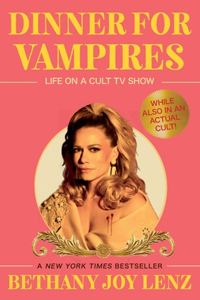 DINNER FOR
VAMPIRES
LIFE ON A CULT TV SHOW
WHILE
ALSO IN AN
ACTUAL
CULT!
A NEW YORK TIMES BESTSELLER
BETHANY JOY LENZ